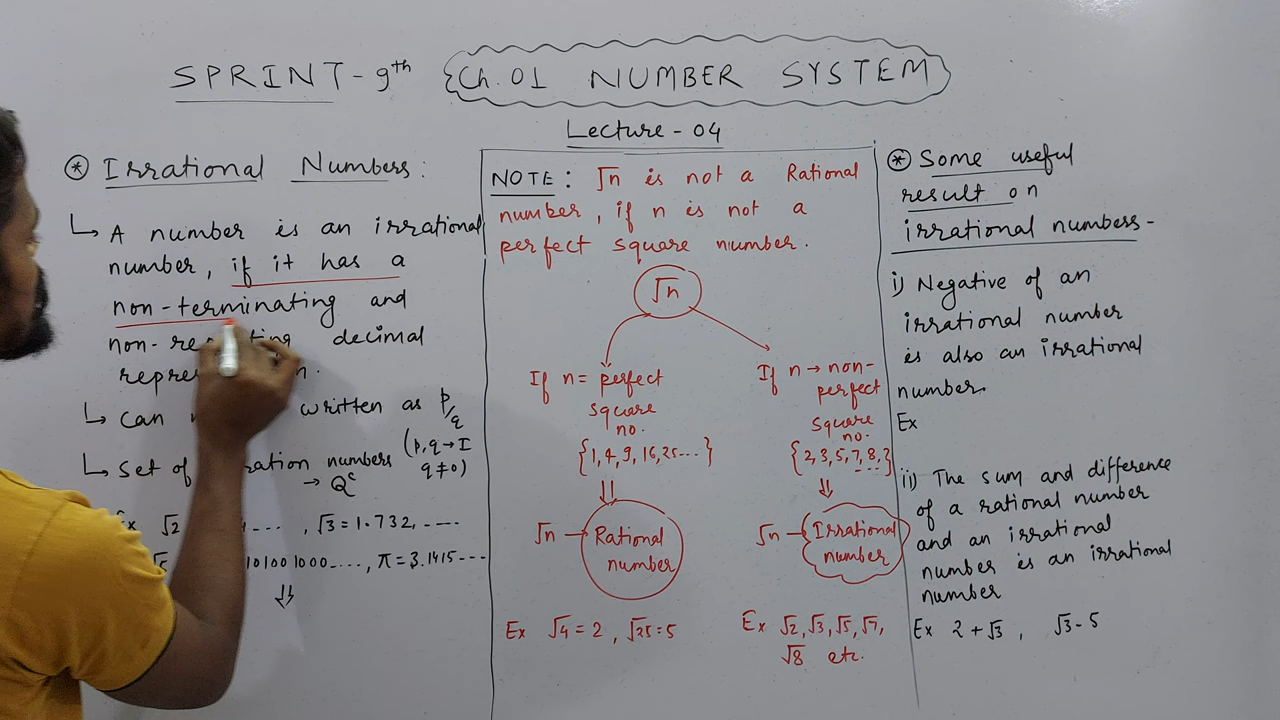 SPRINT-9th Ch.01 NUMBER SYSTEM
Lecture-04
* Irrational Numbers:
↳ A number is an irrational
number, if it has a
non-terminating and
decimal
↳ Can written as p/q
(p,q→I
q≠0)
↳ Set of numbers
→ Qᶜ
√2 ...., √3=1.732,.....
101001000....., π=3.1415---
⇓
NOTE: √n is not a Rational
number, if n is not a
perfect square number.
√n
If n= perfect
square
no.
{1,4,9,16,25...}
⇓
√n → Rational
number
Ex √4=2, √25=5
If n→non-
perfect
square
no.
{2,3,5,7,8,}
⇓
√n → Irrational
number
Ex √2,√3,√5,√7,
√8 etc.
* Some useful
result on
irrational numbers-
i) Negative of an
irrational number
is also an irrational
number.
Ex
ii) The sum and difference
of a rational number
and an irrational
number is an irrational
number
Ex 2+√3, √3-5